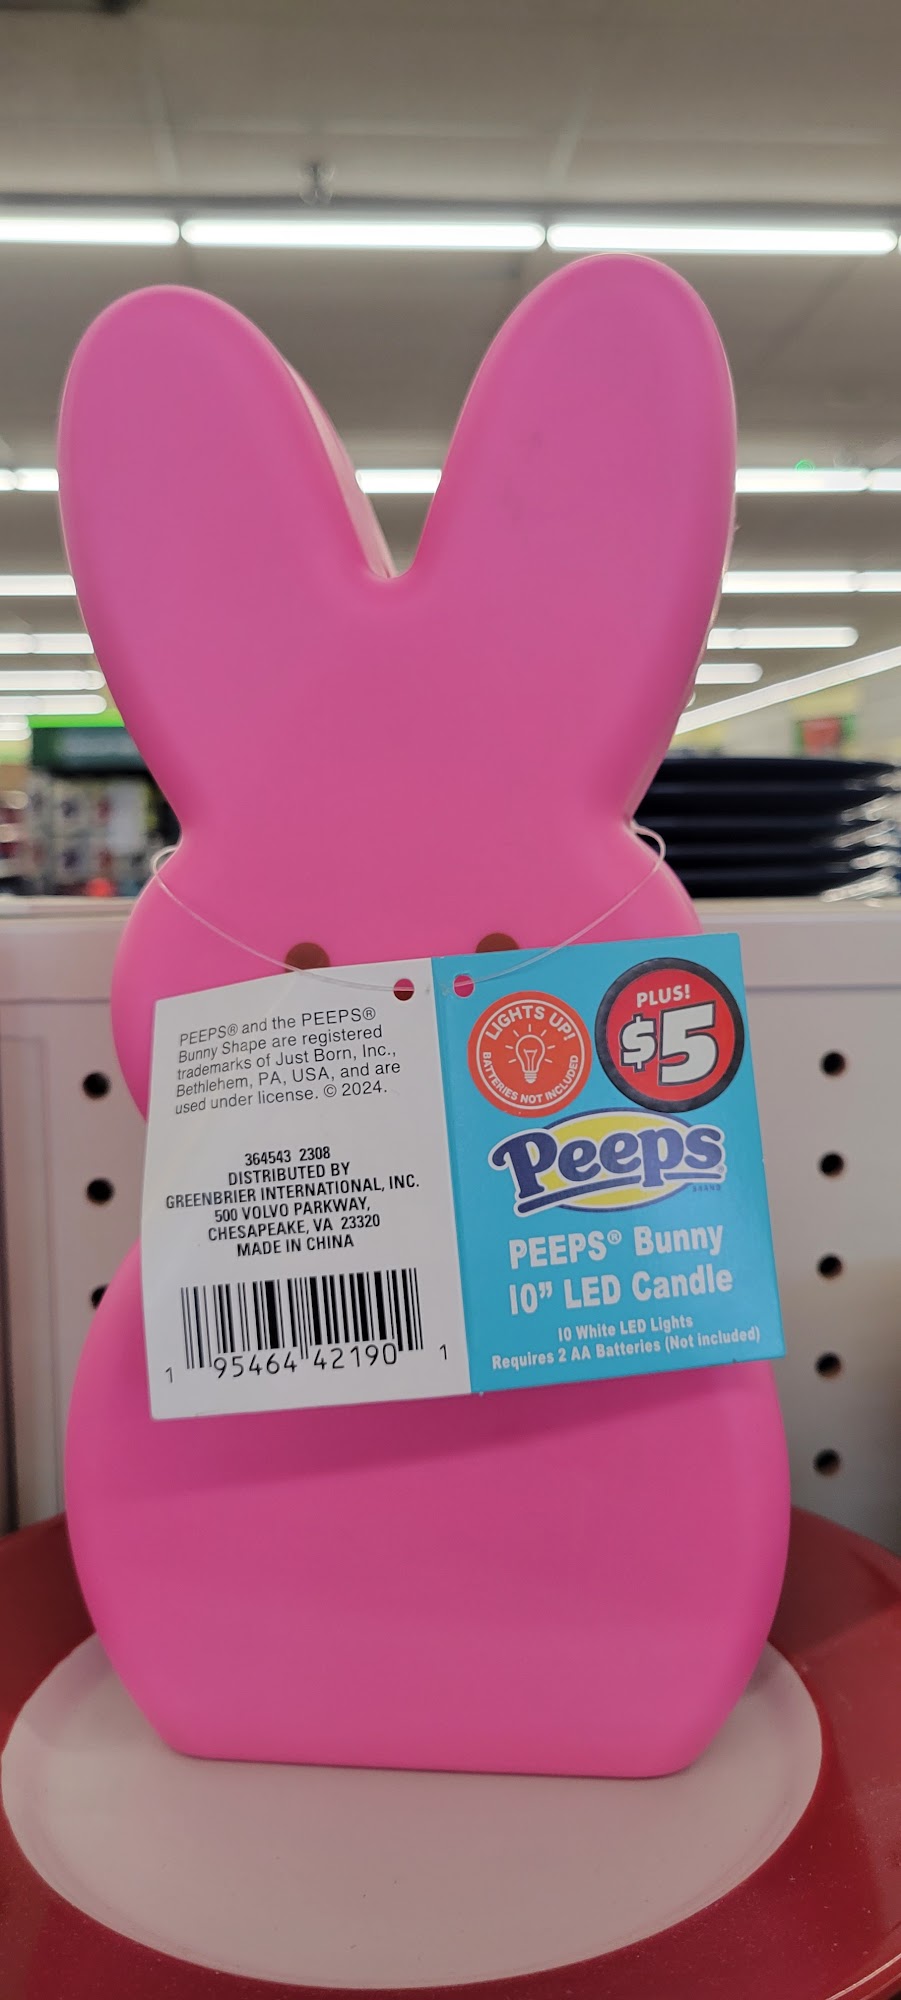 PEEPS® and the PEEPS®
Bunny Shape are registered
trademarks of Just Born, Inc.,
Bethlehem, PA, USA, and are
used under license. © 2024.
364543 2308
DISTRIBUTED BY
GREENBRIER INTERNATIONAL, INC.
500 VOLVO PARKWAY,
CHESAPEAKE, VA 23320
MADE IN CHINA
1 95464 42190 1
LIGHTS UP!
BATTERIES NOT INCLUDED
PLUS!
$5
Peeps®
BRAND
PEEPS® Bunny
10” LED Candle
10 White LED Lights
Requires 2 AA Batteries (Not included)